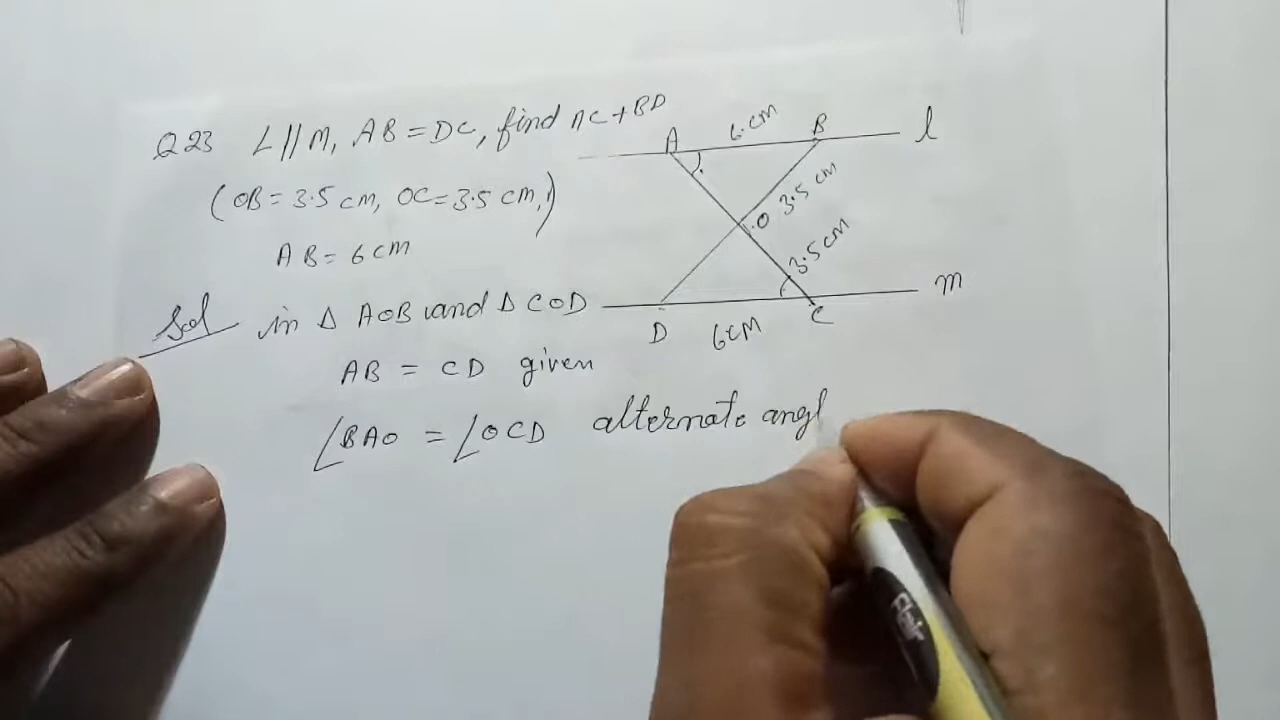 Q23 L//M, AB = DC, find AC+BD
(OB = 3.5 cm, OC = 3.5 cm,)
AB = 6 cm
Sol in Δ AOB and Δ COD
AB = CD given
∠BAO = ∠OCD alternate angl
A 6 cm B l
O 3.5 cm
3.5 cm
D 6 cm C m
Flair